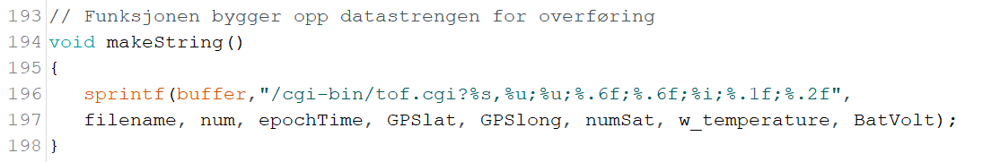 193 // Funksjonen bygger opp datastrengen for overføring
194 void makeString()
195 {
196 sprintf(buffer,"/cgi-bin/tof.cgi?%s,%u;%u;%.6f;%.6f;%i;%.1f;%.2f",
197 filename, num, epochTime, GPSlat, GPSlong, numSat, w_temperature, BatVolt);
198 }